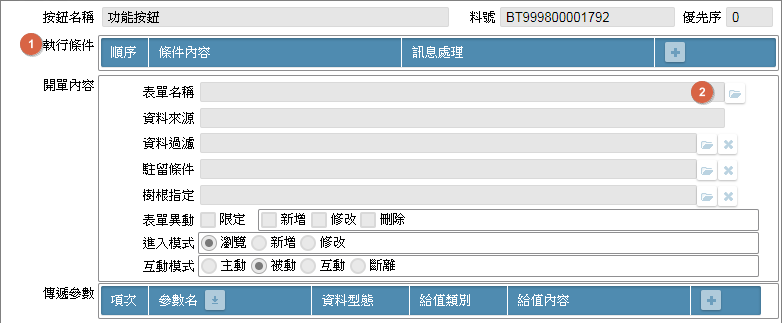 按鈕名稱 功能按鈕 料號 BT999800001792 優先序 0
1 執行條件 順序 條件內容 訊息處理
開單內容
表單名稱 2
資料來源
資料過濾
駐留條件
樹根指定
表單異動 限定 新增 修改 刪除
進入模式 瀏覽 新增 修改
互動模式 主動 被動 互動 斷離
傳遞參數 項次 參數名 資料型態 給值類別 給值內容